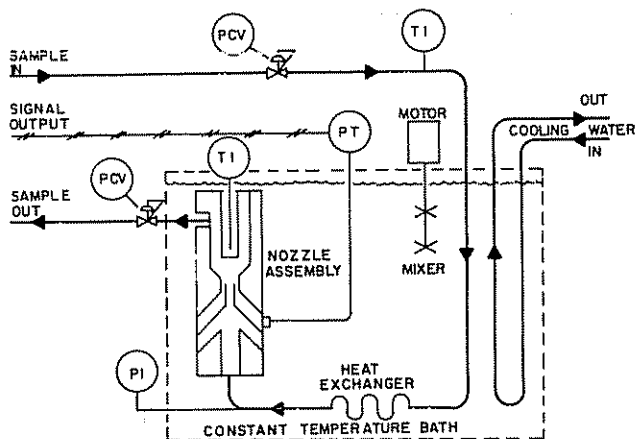 PCV
TI
SAMPLE
IN
SIGNAL
OUTPUT
PT
MOTOR
OUT
COOLING WATER
IN
TI
PCV
SAMPLE
OUT
NOZZLE
ASSEMBLY
MIXER
PI
HEAT
EXCHANGER
CONSTANT TEMPERATURE BATH